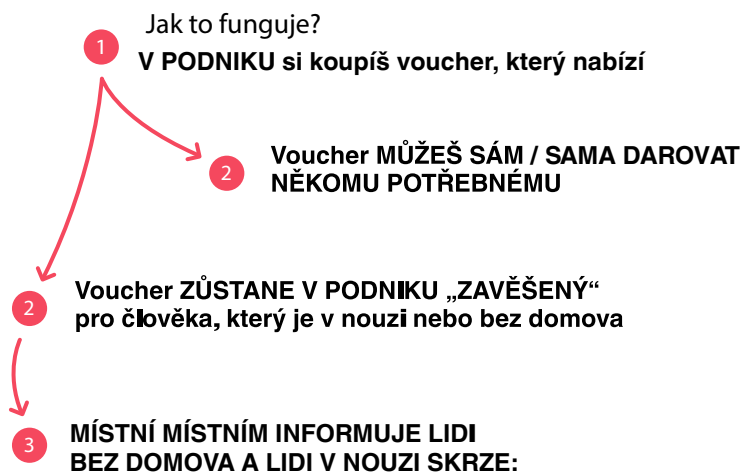 Jak to funguje?
1
V PODNIKU si koupíš voucher, který nabízí
2
Voucher MŮŽEŠ SÁM / SAMA DAROVAT
NĚKOMU POTŘEBNÉMU
2
Voucher ZŮSTANE V PODNIKU „ZAVĚŠENÝ“
pro člověka, který je v nouzi nebo bez domova
3
MÍSTNÍ MÍSTNÍM INFORMUJE LIDI
BEZ DOMOVA A LIDI V NOUZI SKRZE: